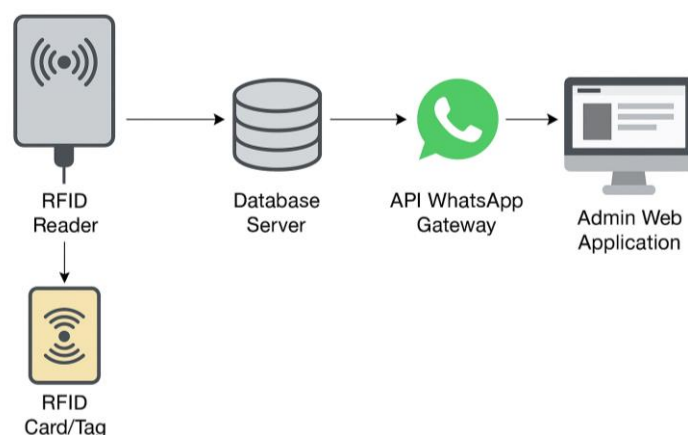 RFID
Reader
Database
Server
API WhatsApp
Gateway
Admin Web
Application
RFID
Card/Tag